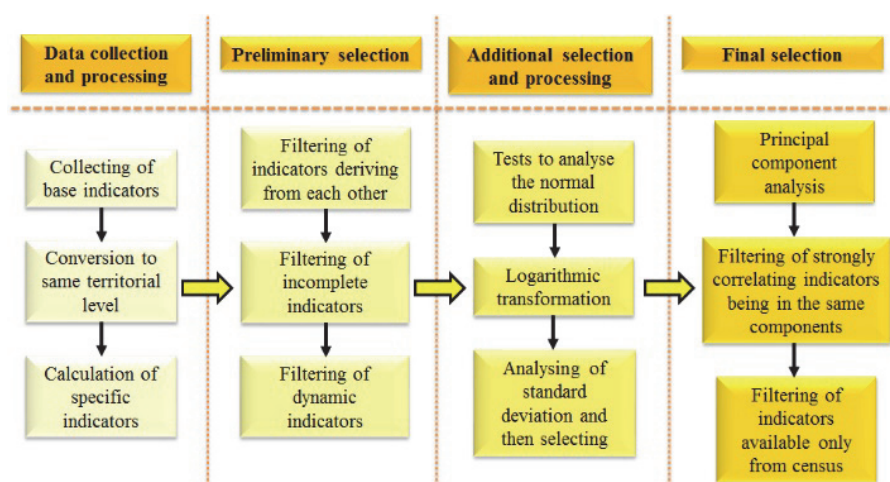 Data collection
and processing
Preliminary selection
Additional selection
and processing
Final selection
Collecting of
base indicators
Conversion to
same territorial
level
Calculation of
specific
indicators
Filtering of
indicators deriving
from each other
Filtering of
incomplete
indicators
Filtering of
dynamic
indicators
Tests to analyse
the normal
distribution
Logarithmic
transformation
Analysing of
standard
deviation and
then selecting
Principal
component
analysis
Filtering of strongly
correlating indicators
being in the same
components
Filtering of
indicators
available only
from census